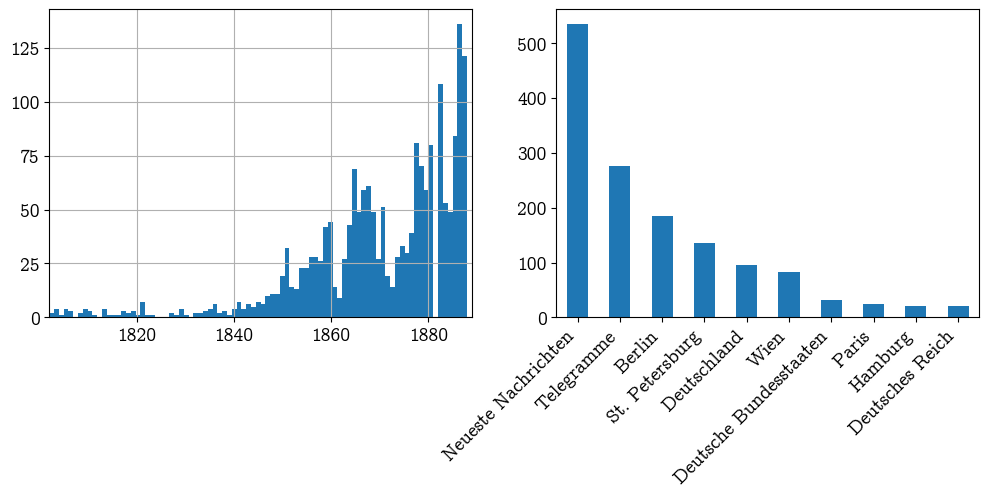 125
100
75
50
25
0
1820 1840 1860 1880
500
400
300
200
100
0
Neueste Nachrichten
Telegramme
Berlin
St. Petersburg
Deutschland
Wien
Deutsche Bundesstaaten
Paris
Hamburg
Deutsches Reich